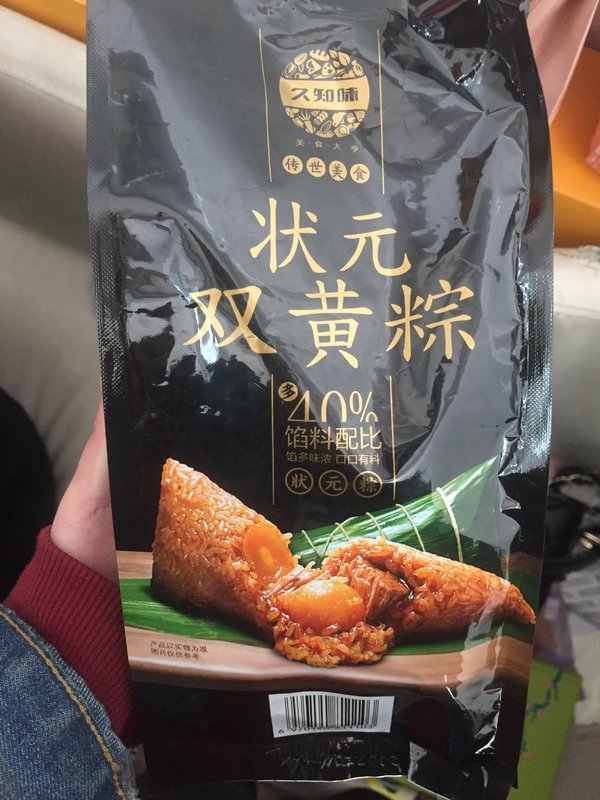 久知味
美·食·大·亨
传世美食
状元
双黄粽
多40%
馅料配比
馅多味浓 口口有料
状元粽
产品以实物为准
图片仅供参考